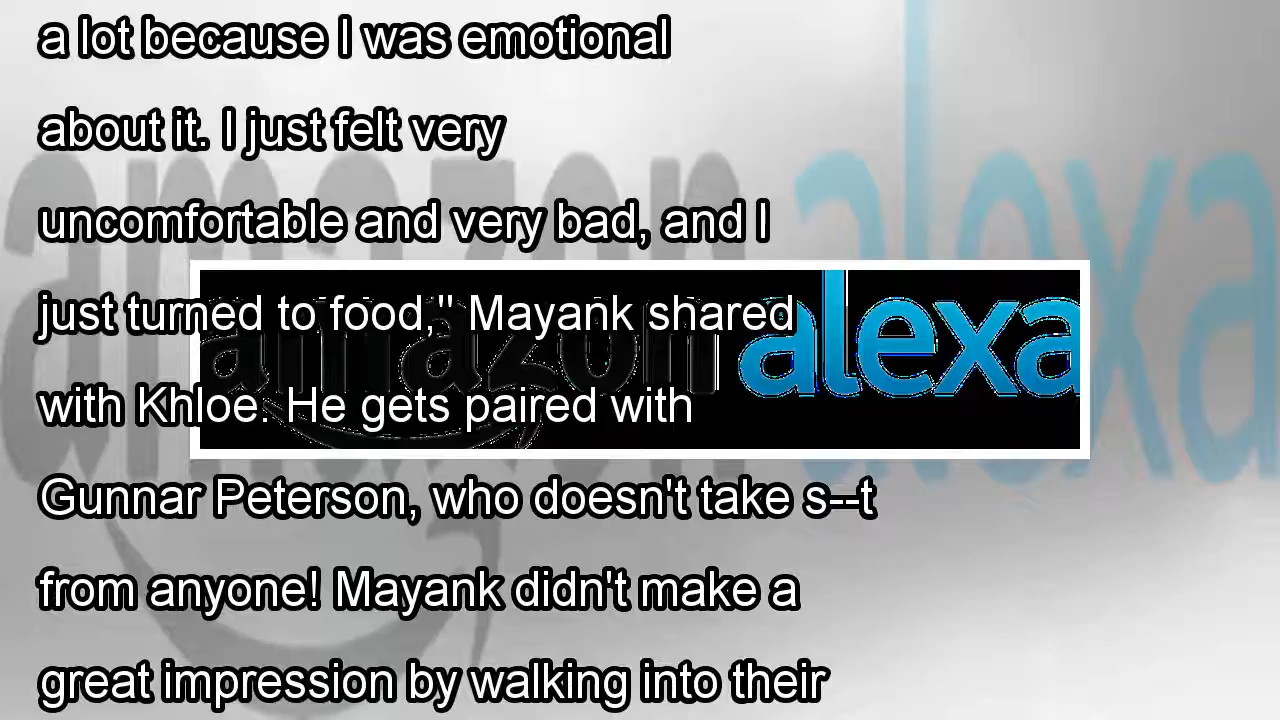 a lot because I was emotional
about it. I just felt very
uncomfortable and very bad, and I
just turned to food," Mayank shared
with Khloe. He gets paired with
Gunnar Peterson, who doesn't take s--t
from anyone! Mayank didn't make a
great impression by walking into their
amazon alexa
amazon alexa